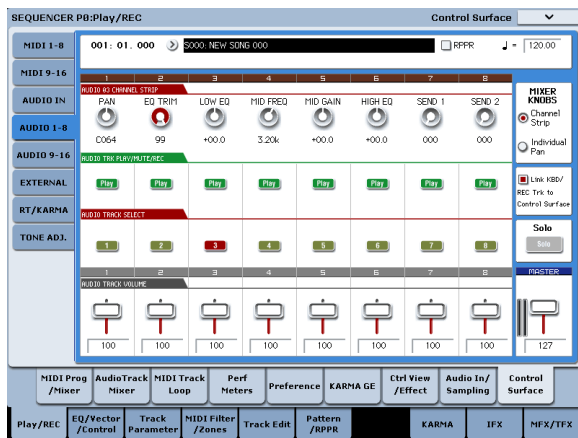 SEQUENCER P0:Play/REC Control Surface
MIDI 1-8
MIDI 9-16
AUDIO IN
AUDIO 1-8
AUDIO 9-16
EXTERNAL
RT/KARMA
TONE ADJ.
001: 01. 000 S000: NEW SONG 000 RPPR ♩ = 120.00
1 2 3 4 5 6 7 8
AUDIO 03 CHANNEL STRIP
PAN EQ TRIM LOW EQ MID FREQ MID GAIN HIGH EQ SEND 1 SEND 2
C064 99 +00.0 3.20k +00.0 +00.0 000 000
AUDIO TRK PLAY/MUTE/REC
Play Play Play Play Play Play Play Play
AUDIO TRACK SELECT
1 2 3 4 5 6 7 8
1 2 3 4 5 6 7 8
AUDIO TRACK VOLUME
100 100 100 100 100 100 100 100
MIXER
KNOBS
Channel
Strip
Individual
Pan
Link KBD/
REC Trk to
Control Surface
Solo
Solo
MASTER
127
MIDI Prog
/Mixer
AudioTrack
Mixer
MIDI Track
Loop
Perf
Meters
Preference
KARMA GE
Ctrl View
/Effect
Audio In/
Sampling
Control
Surface
Play/REC
EQ/Vector
/Control
Track
Parameter
MIDI Filter
/Zones
Track Edit
Pattern
/RPPR
KARMA
IFX
MFX/TFX